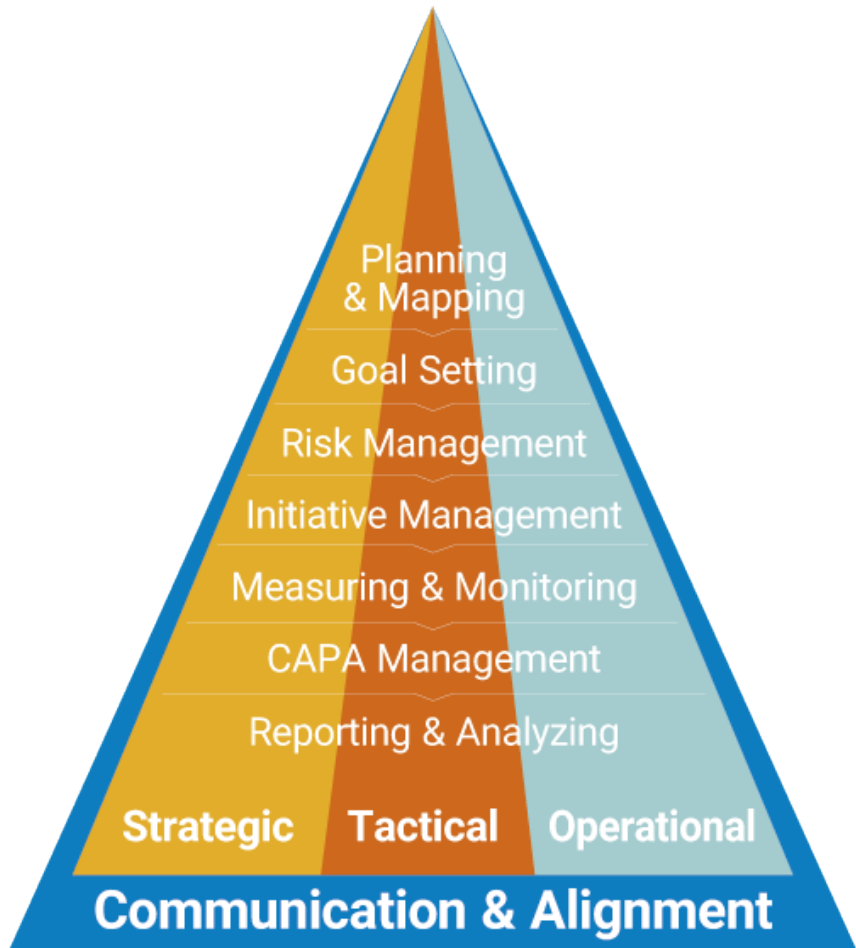 Planning
& Mapping
Goal Setting
Risk Management
Initiative Management
Measuring & Monitoring
CAPA Management
Reporting & Analyzing
Strategic Tactical Operational
Communication & Alignment